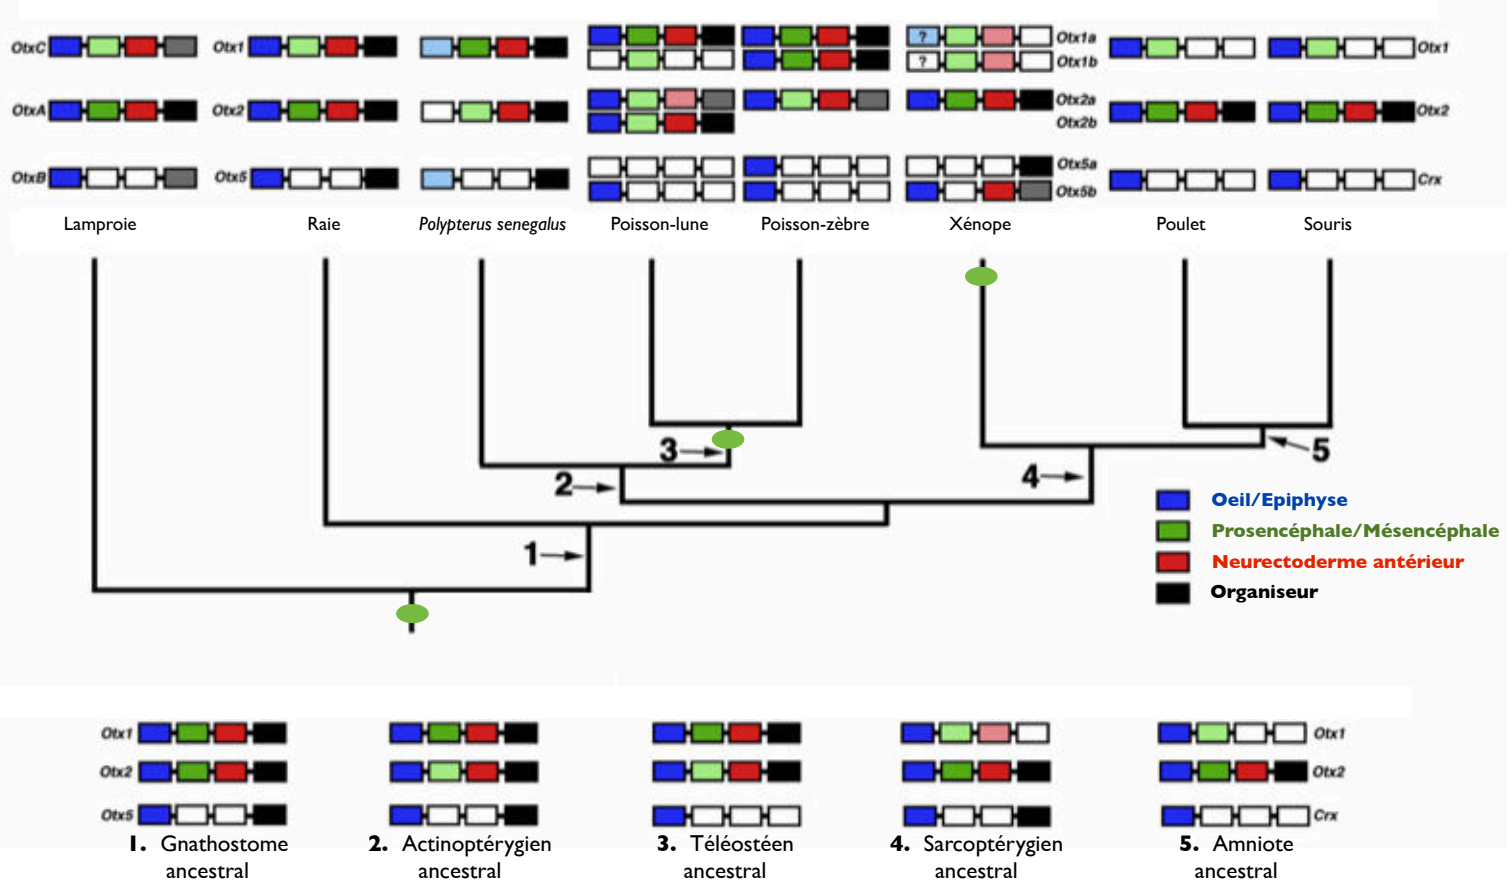 OtxC
Otx1
? Otx1a
? Otx1b
Otx1
OtxA
Otx2
Otx2a
Otx2b
Otx2
OtxB
Otx5
Otx5a
Otx5b
Crx
Lamproie
Raie
Polypterus senegalus
Poisson-lune
Poisson-zèbre
Xénope
Poulet
Souris
3
5
2
4
1
Oeil/Epiphyse
Prosencéphale/Mésencéphale
Neurectoderme antérieur
Organiseur
Otx1
Otx1
Otx2
Otx2
Otx5
Crx
1. Gnathostome
ancestral
2. Actinoptérygien
ancestral
3. Téléostéen
ancestral
4. Sarcoptérygien
ancestral
5. Amniote
ancestral